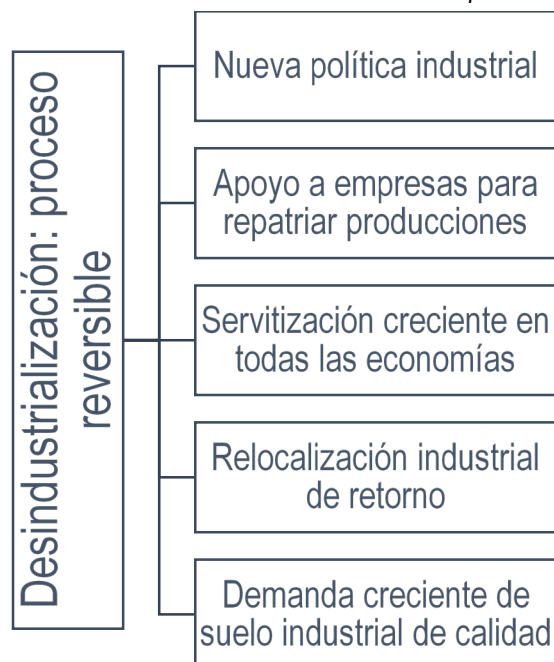 Desindustrialización: proceso
reversible
Nueva política industrial
Apoyo a empresas para
repatriar producciones
Servitización creciente en
todas las economías
Relocalización industrial
de retorno
Demanda creciente de
suelo industrial de calidad